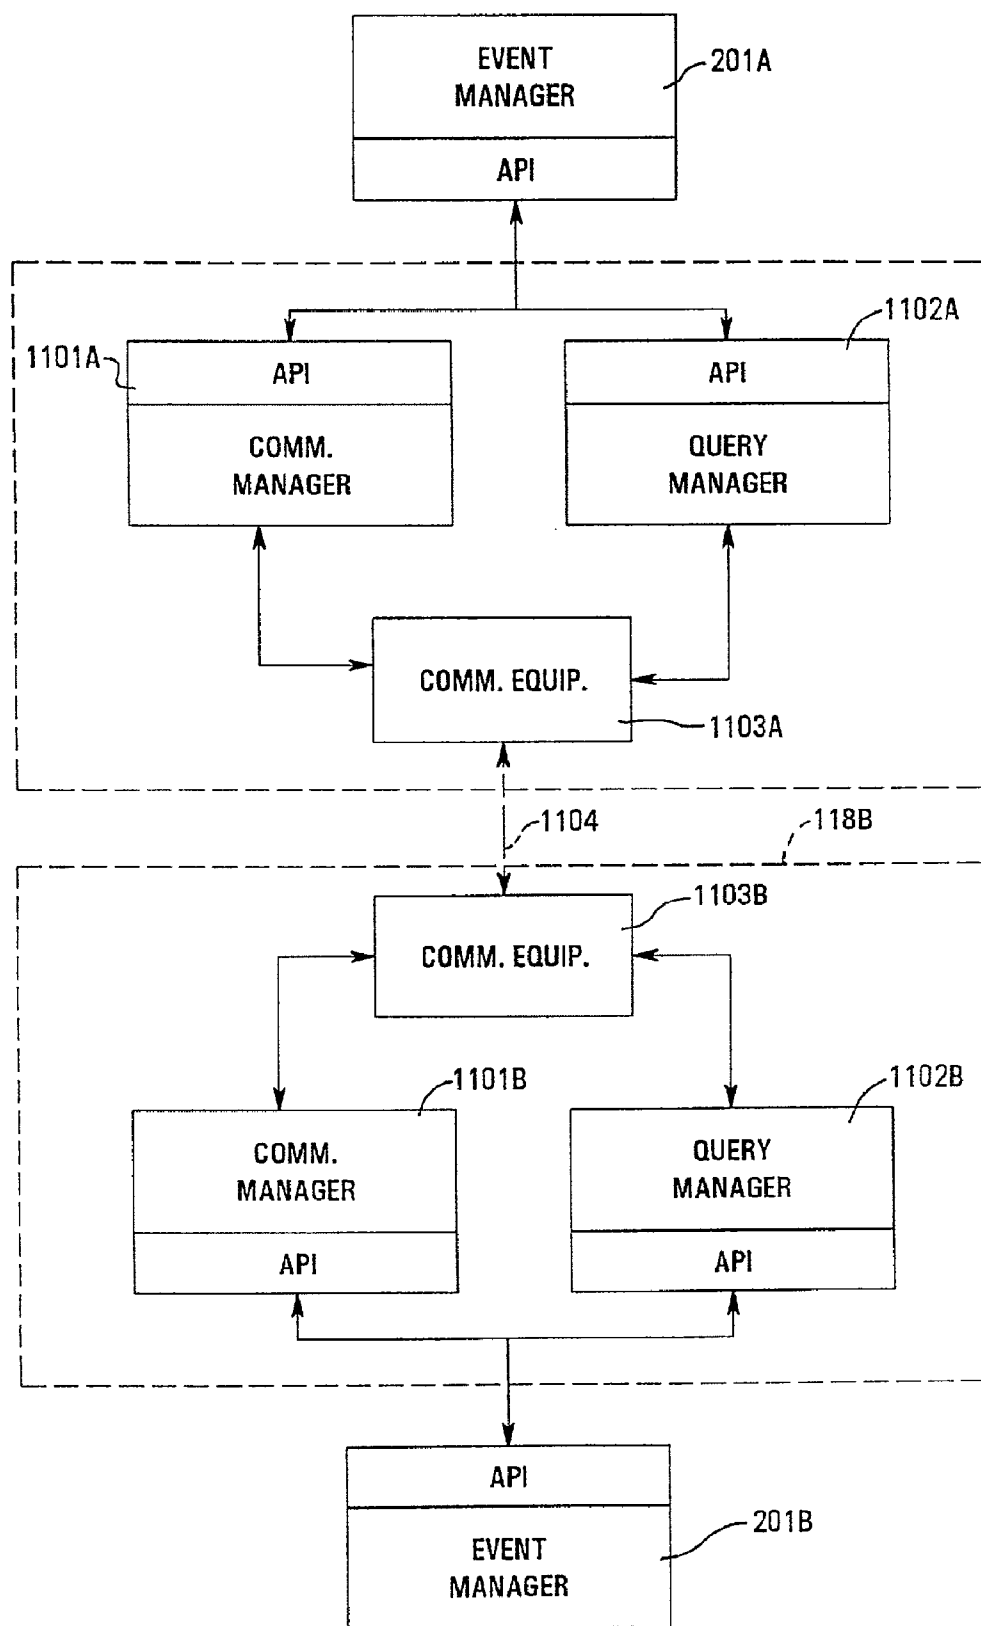 EVENT
MANAGER
201A
API
1102A
1101A
API
API
COMM.
MANAGER
QUERY
MANAGER
COMM. EQUIP.
1103A
1104
118B
1103B
COMM. EQUIP.
1101B
1102B
COMM.
MANAGER
QUERY
MANAGER
API
API
API
201B
EVENT
MANAGER